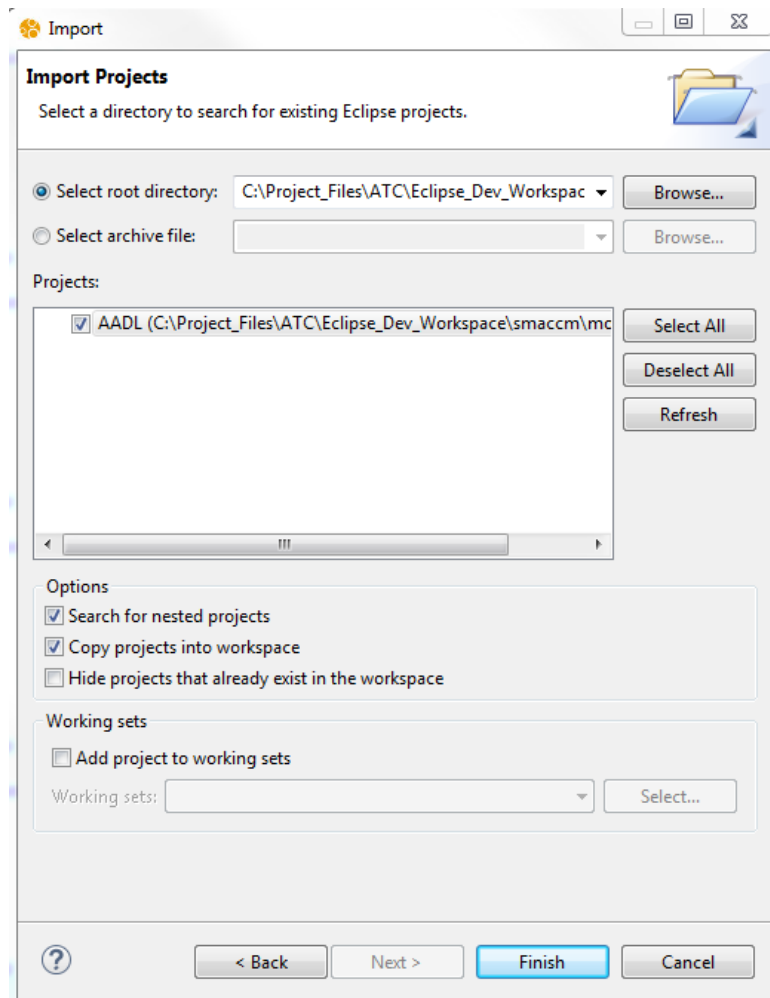 Import
Import Projects
Select a directory to search for existing Eclipse projects.
Select root directory: C:\Project_Files\ATC\Eclipse_Dev_Workspac Browse...
Select archive file: Browse...
Projects:
AADL (C:\Project_Files\ATC\Eclipse_Dev_Workspace\smaccm\mc
Select All
Deselect All
Refresh
Options
Search for nested projects
Copy projects into workspace
Hide projects that already exist in the workspace
Working sets
Add project to working sets
Working sets: Select...
? < Back Next > Finish Cancel